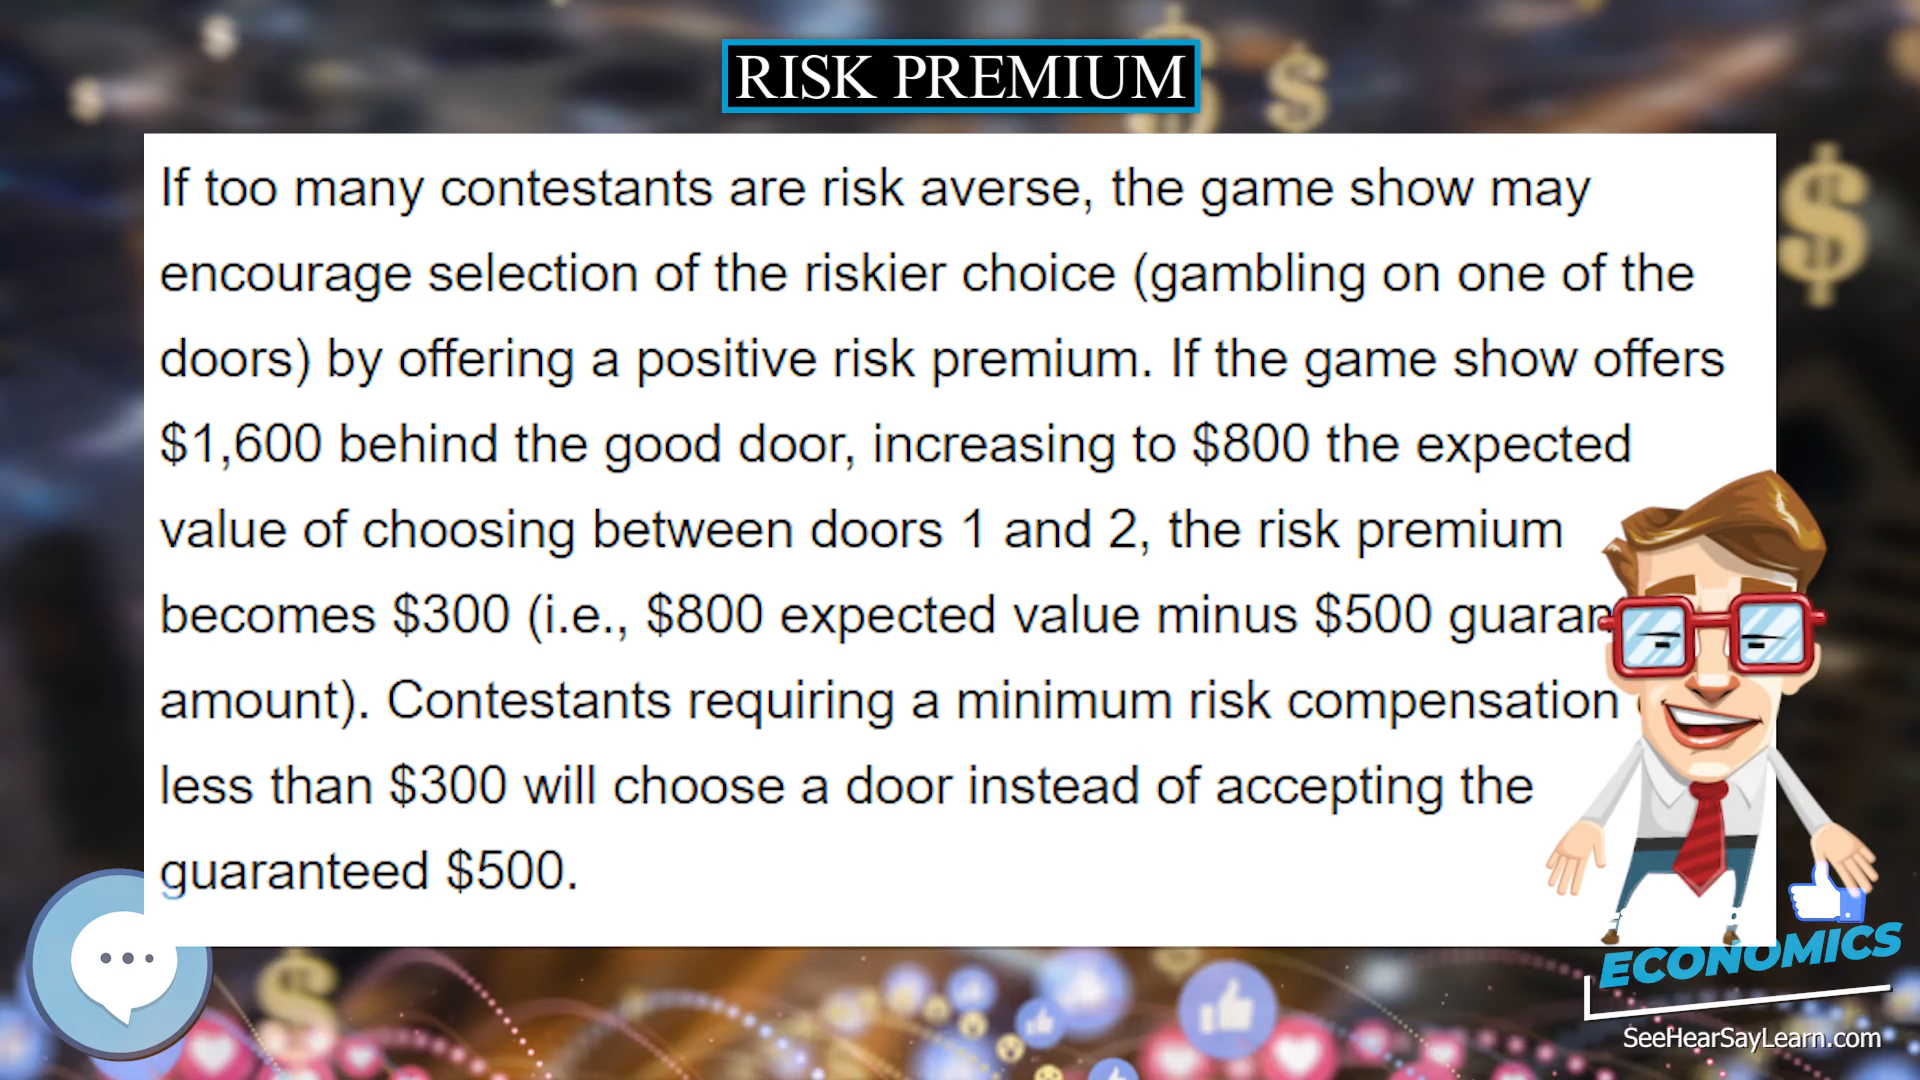 RISK PREMIUM
If too many contestants are risk averse, the game show may
encourage selection of the riskier choice (gambling on one of the
doors) by offering a positive risk premium. If the game show offers
$1,600 behind the good door, increasing to $800 the expected
value of choosing between doors 1 and 2, the risk premium
becomes $300 (i.e., $800 expected value minus $500 guaran
amount). Contestants requiring a minimum risk compensation
less than $300 will choose a door instead of accepting the
guaranteed $500.
ECONOMICS
SeeHearSayLearn.com